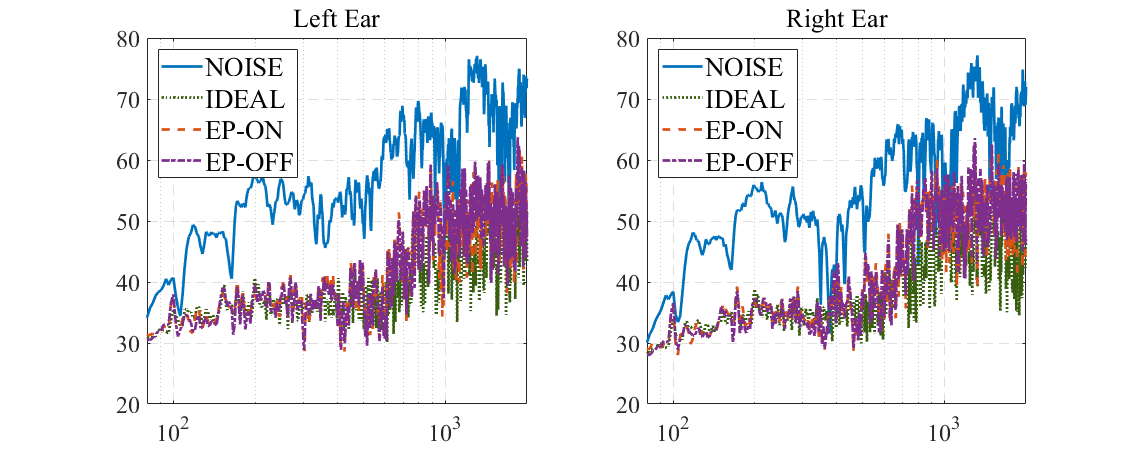 Left Ear
80
70
60
50
40
30
20
10²
10³
NOISE
IDEAL
EP-ON
EP-OFF
Right Ear
80
70
60
50
40
30
20
10²
10³
NOISE
IDEAL
EP-ON
EP-OFF